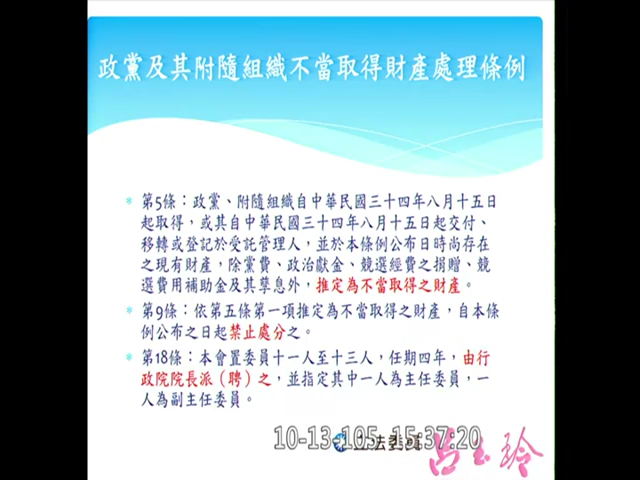 政黨及其附隨組織不當取得財產處理條例
* 第5條：政黨、附隨組織自中華民國三十四年八月十五日
起取得，或其自中華民國三十四年八月十五日起交付、
移轉或登記於受託管理人，並於本條例公布日時尚存在
之現有財產，除黨費、政治獻金、競選經費之捐贈、競
選費用補助金及其孳息外，推定為不當取得之財產。
* 第9條：依第五條第一項推定為不當取得之財產，自本條
例公布之日起禁止處分之。
* 第18條：本會置委員十一人至十三人，任期四年，由行
政院院長派（聘）之，並指定其中一人為主任委員，一
人為副主任委員。
10-13-105 15:37:20
立法委員
呂玉玲